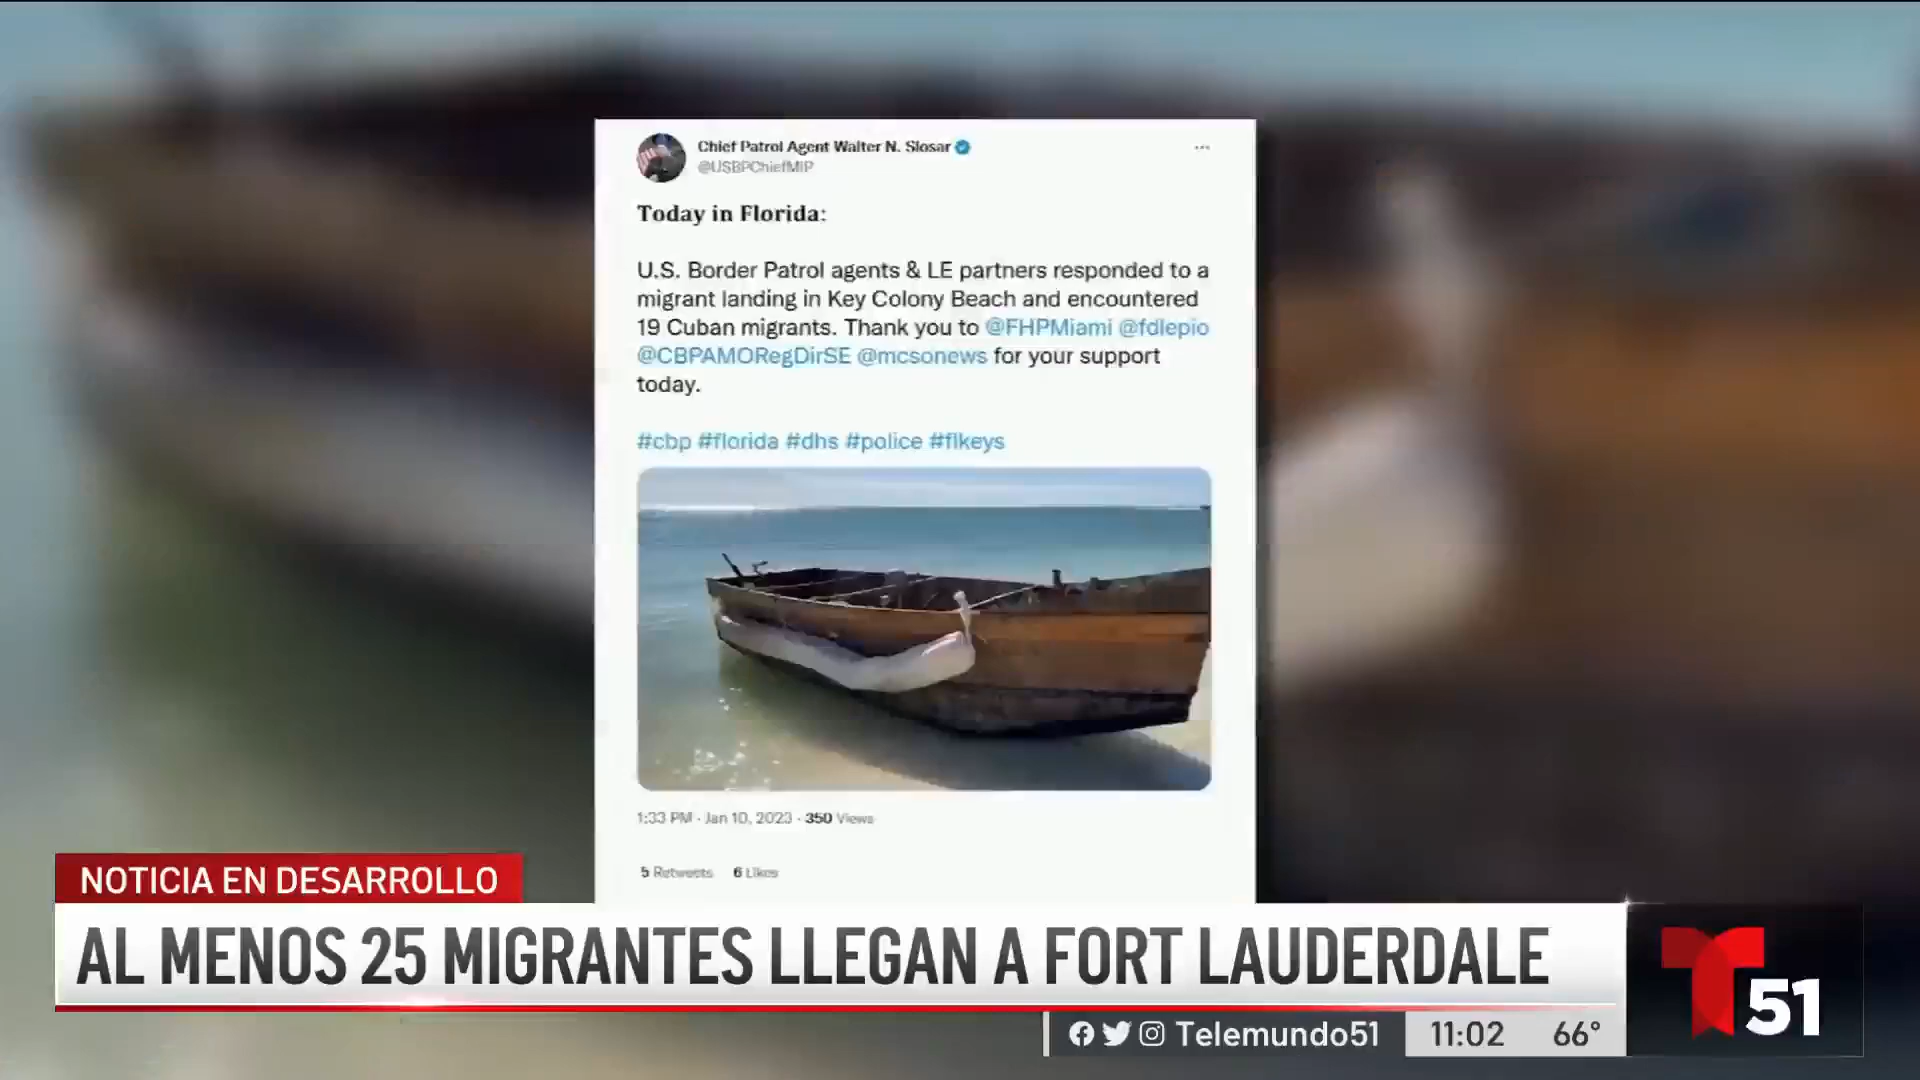 Chief Patrol Agent Walter N. Slosar
@USBPChiefMIP
Today in Florida:
U.S. Border Patrol agents & LE partners responded to a
migrant landing in Key Colony Beach and encountered
19 Cuban migrants. Thank you to @FHPMiami @fdlepio
@CBPAMORegDirSE @mcsonews for your support
today.
#cbp #florida #dhs #police #flkeys
1:33 PM · Jan 10, 2023 · 350 Views
5 Retweets 6 Likes
NOTICIA EN DESARROLLO
AL MENOS 25 MIGRANTES LLEGAN A FORT LAUDERDALE
Telemundo51 11:02 66°
51